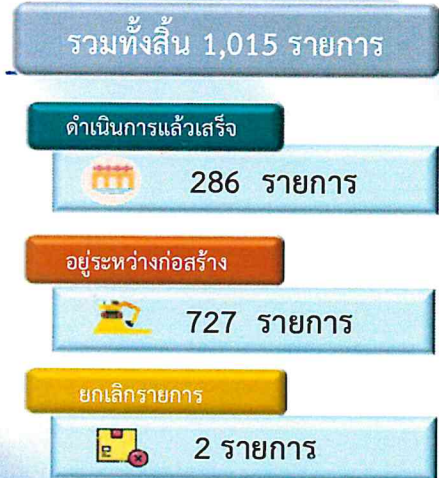 รวมทั้งสิ้น 1,015 รายการ
ดำเนินการแล้วเสร็จ
286 รายการ
อยู่ระหว่างก่อสร้าง
727 รายการ
ยกเลิกรายการ
2 รายการ